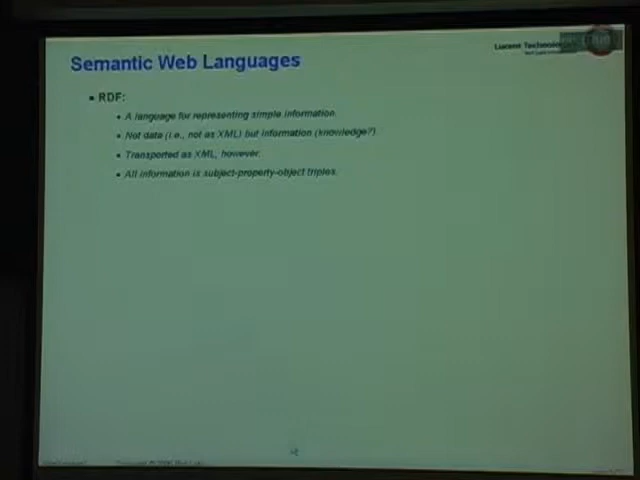 Semantic Web Languages
Lucent Technologies
RDF:
A language for representing simple information.
Not data (i.e., not as XML) but information (knowledge?).
Transported as XML, however.
All information is subject-property-object triples.